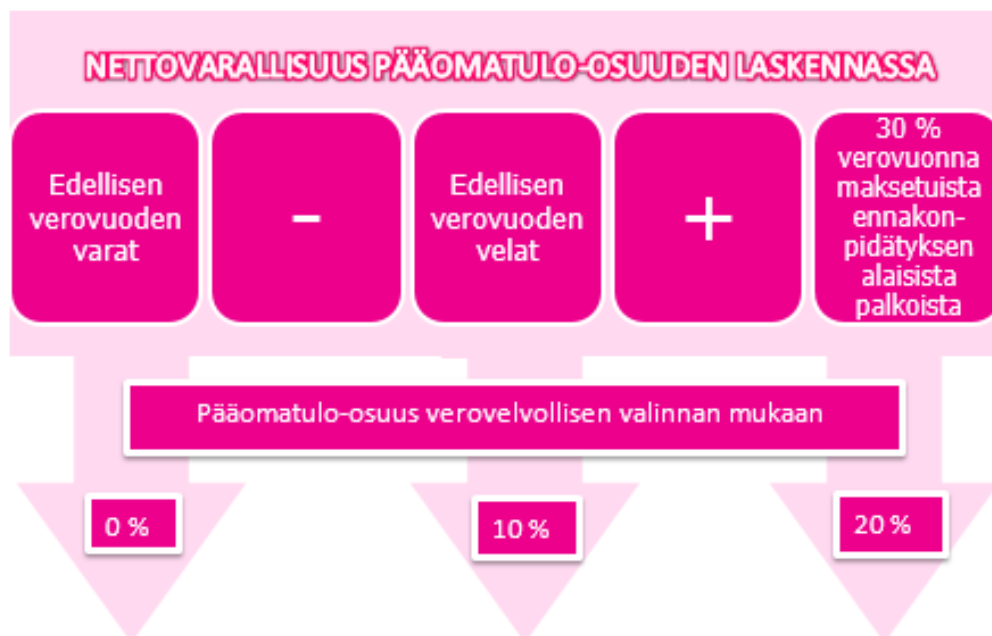 NETTOVARALLISUUS PÄÄOMATULO-OSUUDEN LASKENNASSA
Edellisen
verovuoden
varat
-
Edellisen
verovuoden
velat
+
30 %
verovuonna
maksetuista
ennakon-
pidätyksen
alaisista
palkoista
Pääomatulo-osuus verovelvollisen valinnan mukaan
0 %
10 %
20 %